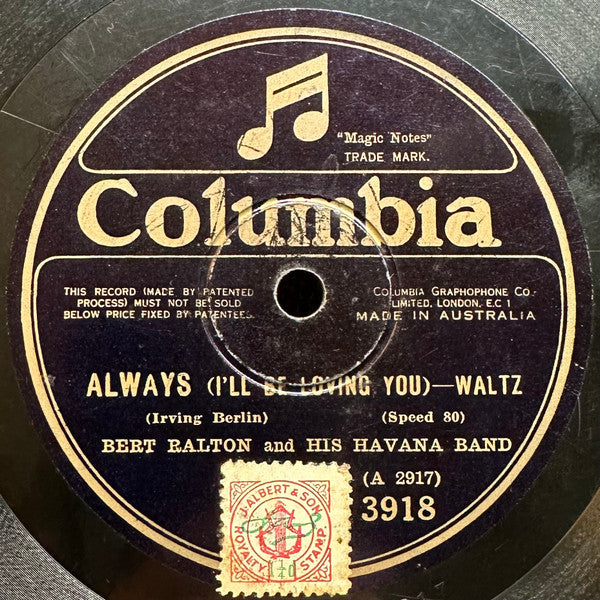 "Magic Notes"
TRADE MARK.
Columbia
THIS RECORD (MADE BY PATENTED
PROCESS) MUST NOT BE SOLD
BELOW PRICE FIXED BY PATENTEES.
COLUMBIA GRAPHOPHONE CO.
LIMITED, LONDON, E.C 1
MADE IN AUSTRALIA
ALWAYS (I'LL BE LOVING YOU)—WALTZ
(Irving Berlin) (Speed 80)
BERT RALTON and HIS HAVANA BAND
(A 2917)
3918
J. ALBERT & SON
ROYALTY STAMP
1¼d